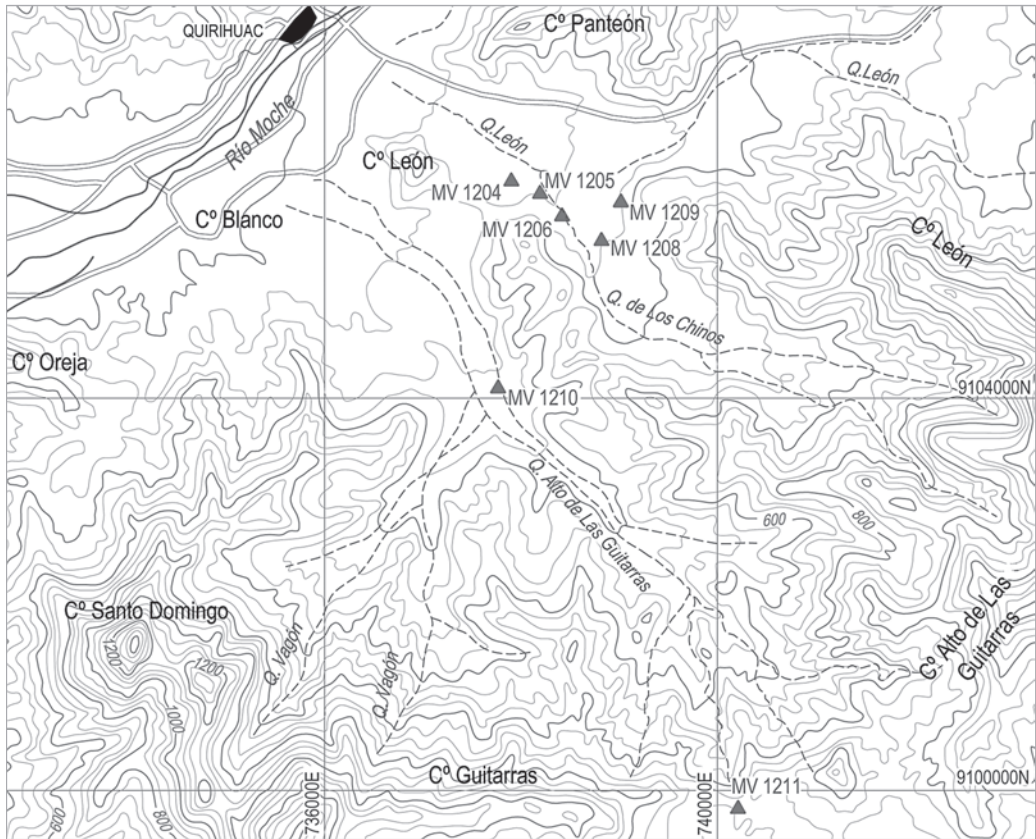 Cº Panteón
QUIRIHUAC
Q.León
Río Moche
Q.León
Cº León
MV 1204
MV 1205
MV 1206
MV 1209
MV 1208
Cº Blanco
Cº León
Q. de Los Chinos
Cº Oreja
9104000N
MV 1210
Q. Alto de Las Guitarras
600
800
Cº Santo Domingo
1200
1200
1000
Q. Vagón
Q. Vagón
Cº Alto de Las
Guitarras
Cº Guitarras
9100000N
MV 1211
736000E
740000E
600
800